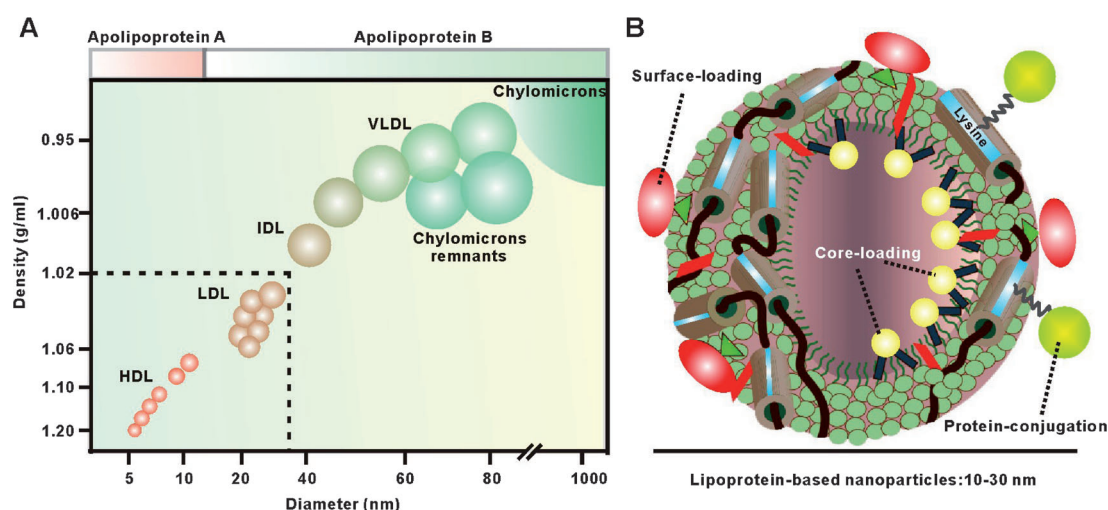 A
Apolipoprotein A
Apolipoprotein B
Chylomicrons
VLDL
IDL
Chylomicrons
remnants
LDL
HDL
Density (g/ml)
0.95
1.006
1.02
1.06
1.10
1.20
5
10
20
40
60
80
1000
Diameter (nm)
B
Surface-loading
Lysine
Core-loading
Protein-conjugation
Lipoprotein-based nanoparticles:10-30 nm